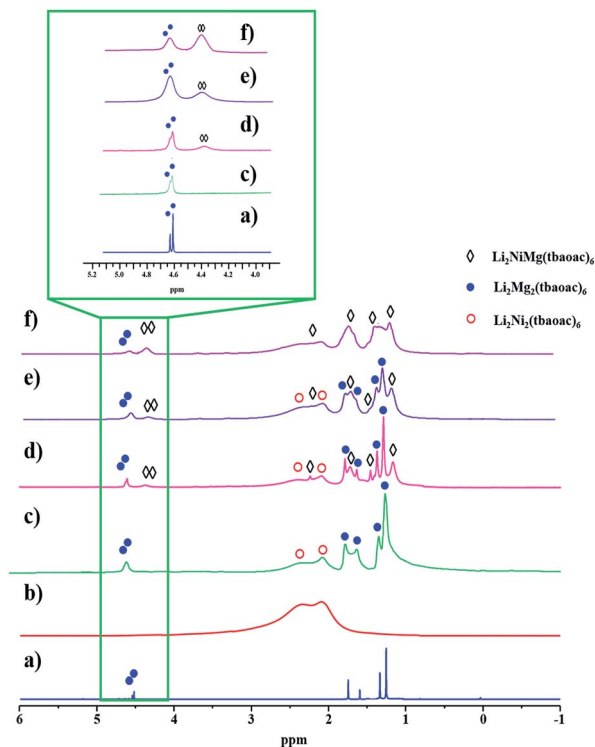 f)
e)
d)
c)
a)
5.2 5.0 4.8 4.6 4.4 4.2 4.0
ppm
Li2NiMg(tbaoac)6
Li2Mg2(tbaoac)6
Li2Ni2(tbaoac)6
f)
e)
d)
c)
b)
a)
6 5 4 3 2 1 0 -1
ppm